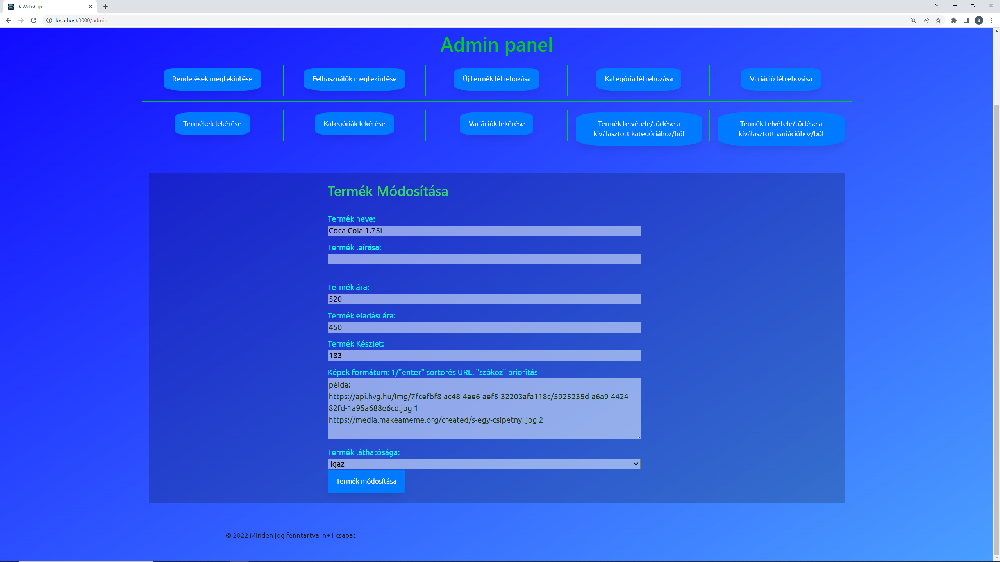 IK Webshop
localhost:3000/admin
B
Admin panel
Rendelések megtekintése
Felhasználók megtekintése
Új termék létrehozása
Kategória létrehozása
Variáció létrehozása
Termékek lekérése
Kategóriák lekérése
Variációk lekérése
Termék felvétele/törlése a
kiválasztott kategóriához/ból
Termék felvétele/törlése a
kiválasztott variációhoz/ból
Termék Módosítása
Termék neve:
Coca Cola 1.75L
Termék leírása:
Termék ára:
520
Termék eladási ára:
450
Termék Készlet:
183
Képek formátum: 1/"enter" sortörés URL, "szóköz" prioritás
példa:
https://api.hvg.hu/Img/7fcefbf8-ac48-4ee6-aef5-32203afa118c/5925235d-a6a9-4424-
82fd-1a95a688e6cd.jpg 1
https://media.makeameme.org/created/s-egy-csipetnyi.jpg 2
Termék láthatósága:
Igaz
Termék módosítása
© 2022 Minden jog fenntartva. n+1 csapat